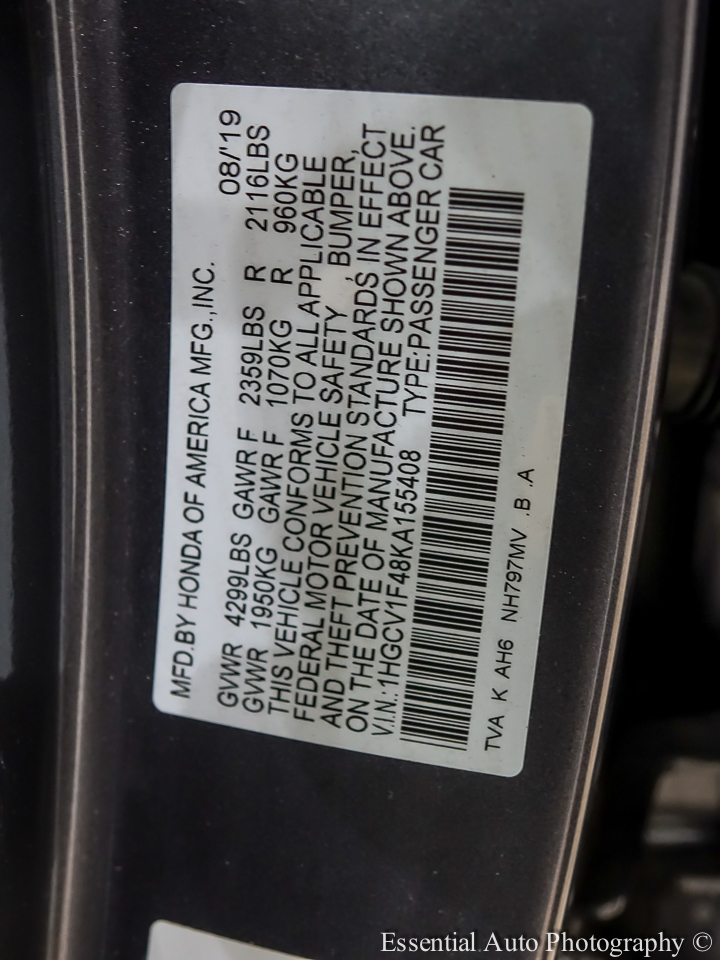 MFD.BY HONDA OF AMERICA MFG.,INC. 08/'19
GVWR 4299LBS GAWR F 2359LBS R 2116LBS
GVWR 1950KG GAWR F 1070KG R 960KG
THIS VEHICLE CONFORMS TO ALL APPLICABLE
FEDERAL MOTOR VEHICLE SAFETY , BUMPER,
AND THEFT PREVENTION STANDARDS IN EFFECT
ON THE DATE OF MANUFACTURE SHOWN ABOVE.
V.I.N.:1HGCV1F48KA155408 TYPE:PASSENGER CAR
TVA K AH6 NH797MV .B .A
Essential Auto Photography ©